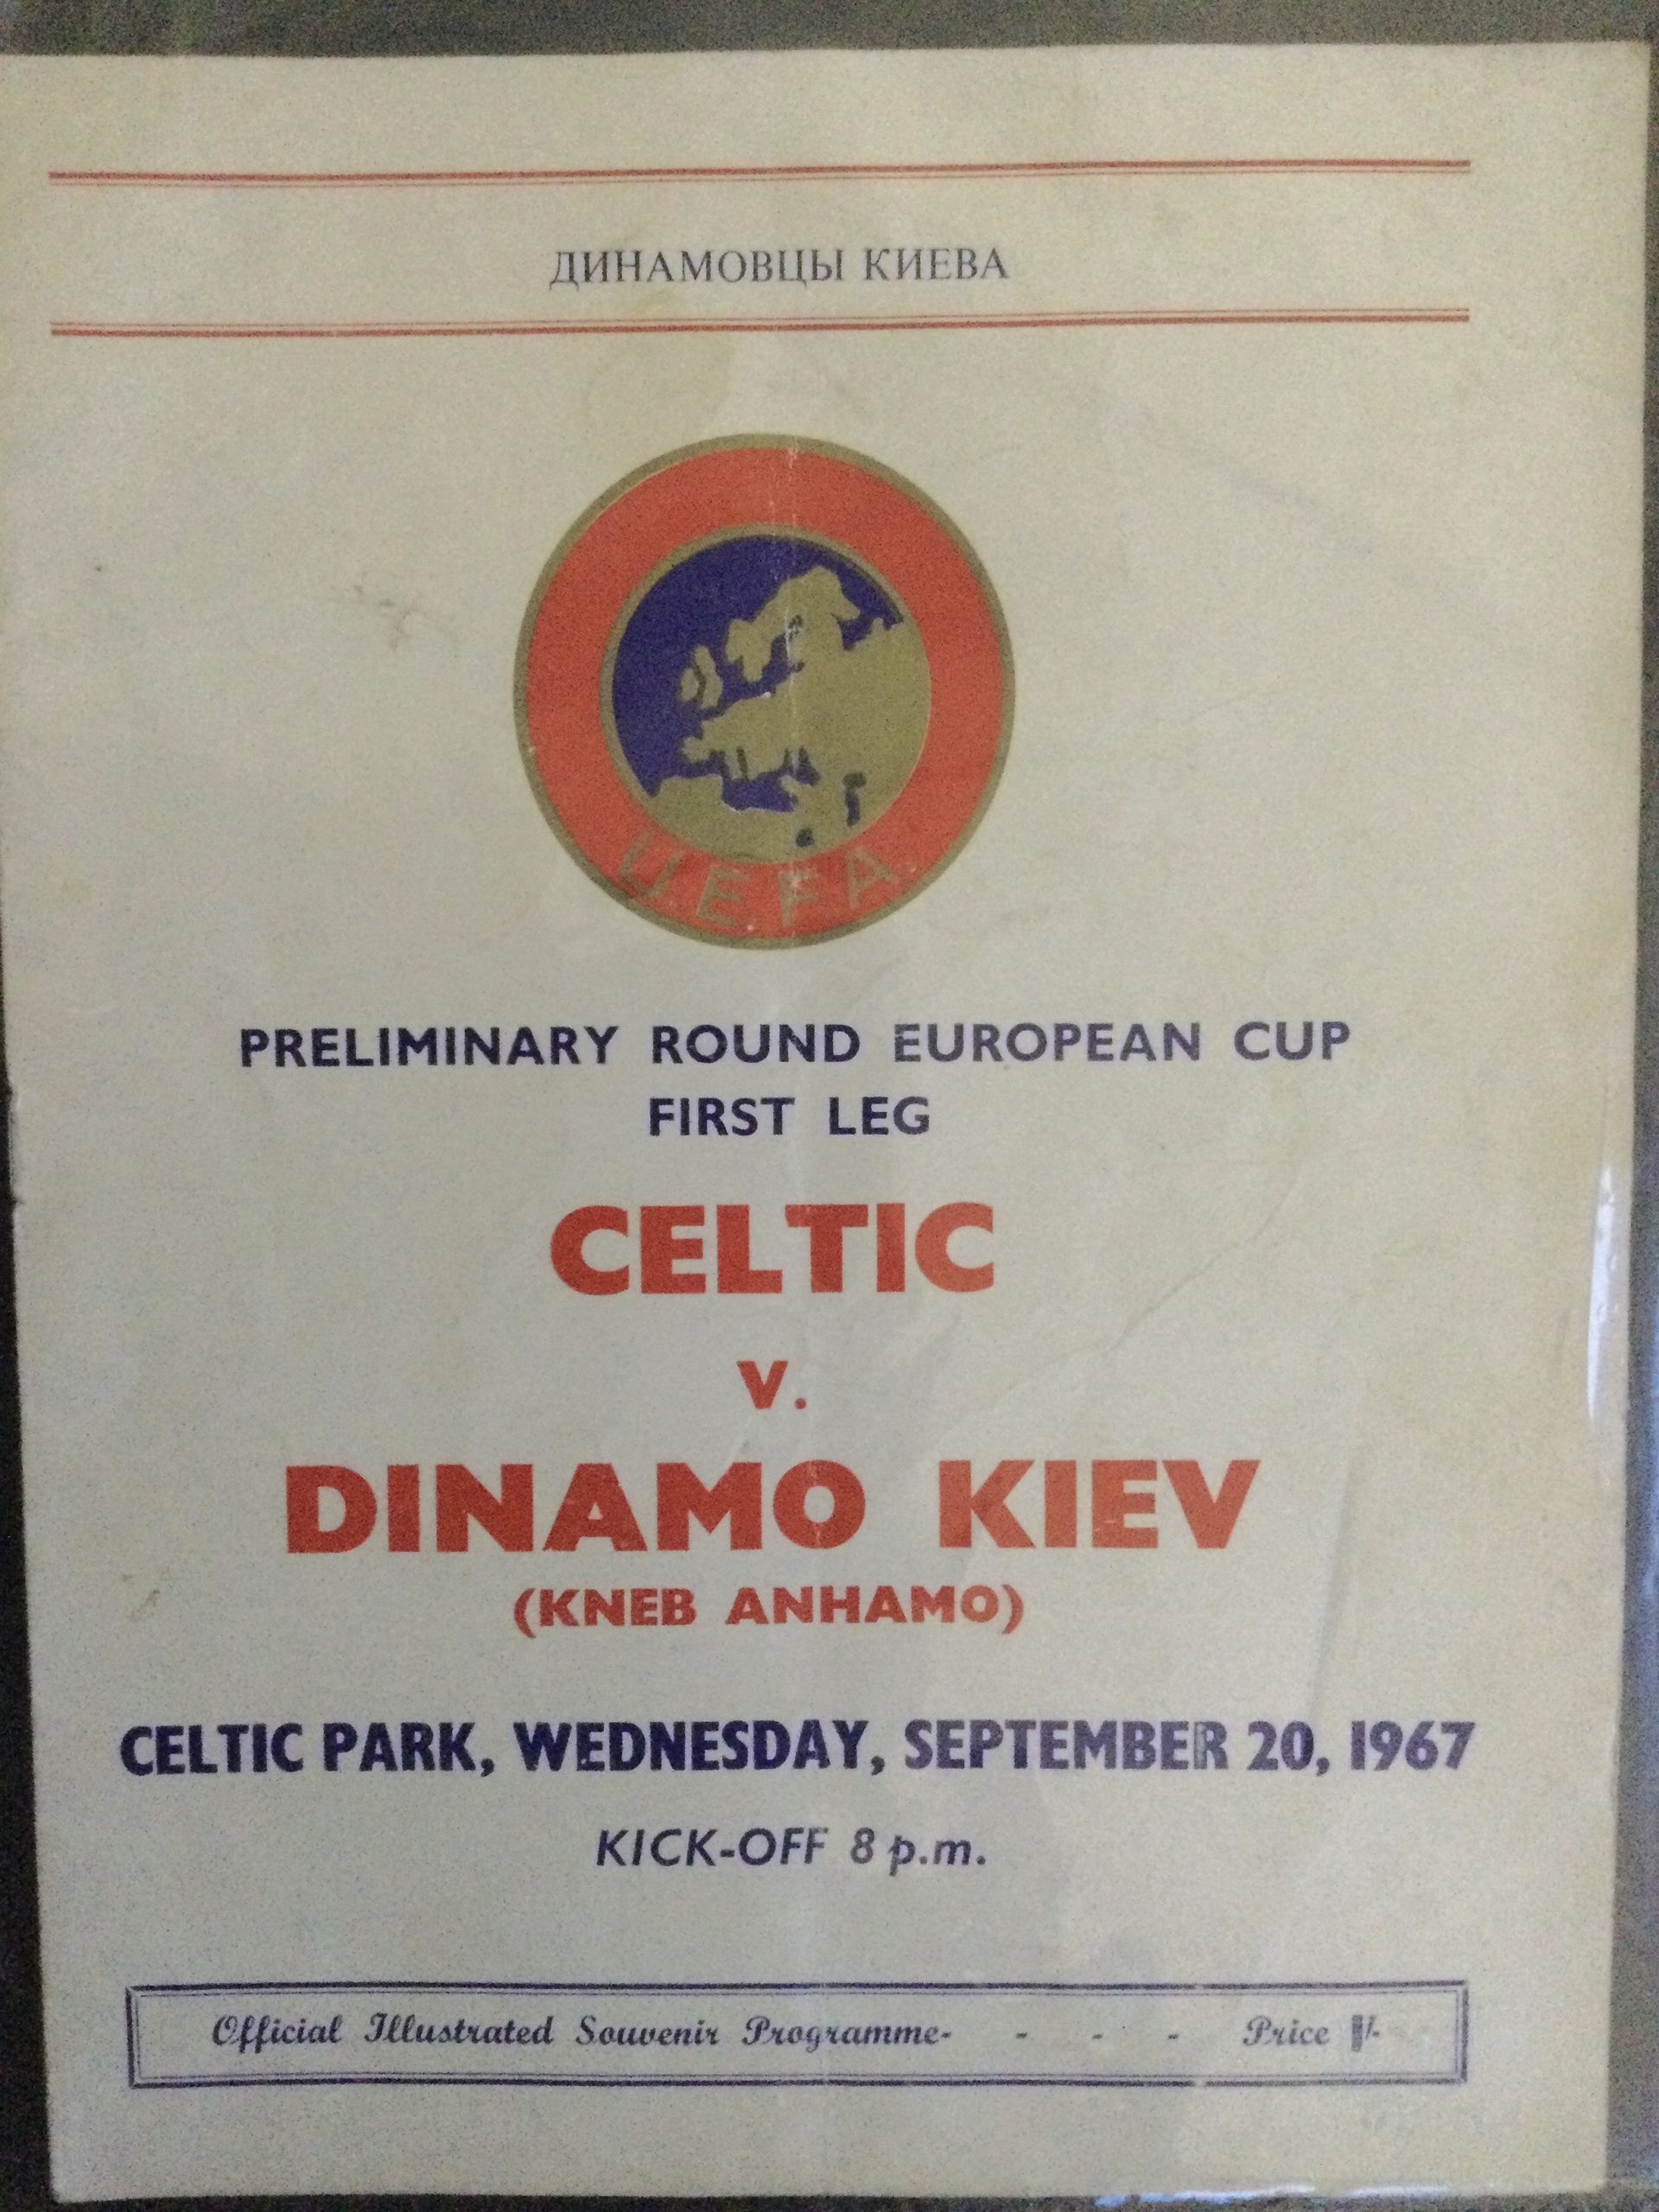 ДИНАМОВЦЫ КИЕВА
U.E.F.A.
PRELIMINARY ROUND EUROPEAN CUP
FIRST LEG
CELTIC
v.
DINAMO KIEV
(KNEB ANHAMO)
CELTIC PARK, WEDNESDAY, SEPTEMBER 20, 1967
KICK-OFF 8 p.m.
Official Illustrated Souvenir Programme- - - - Price 1/-